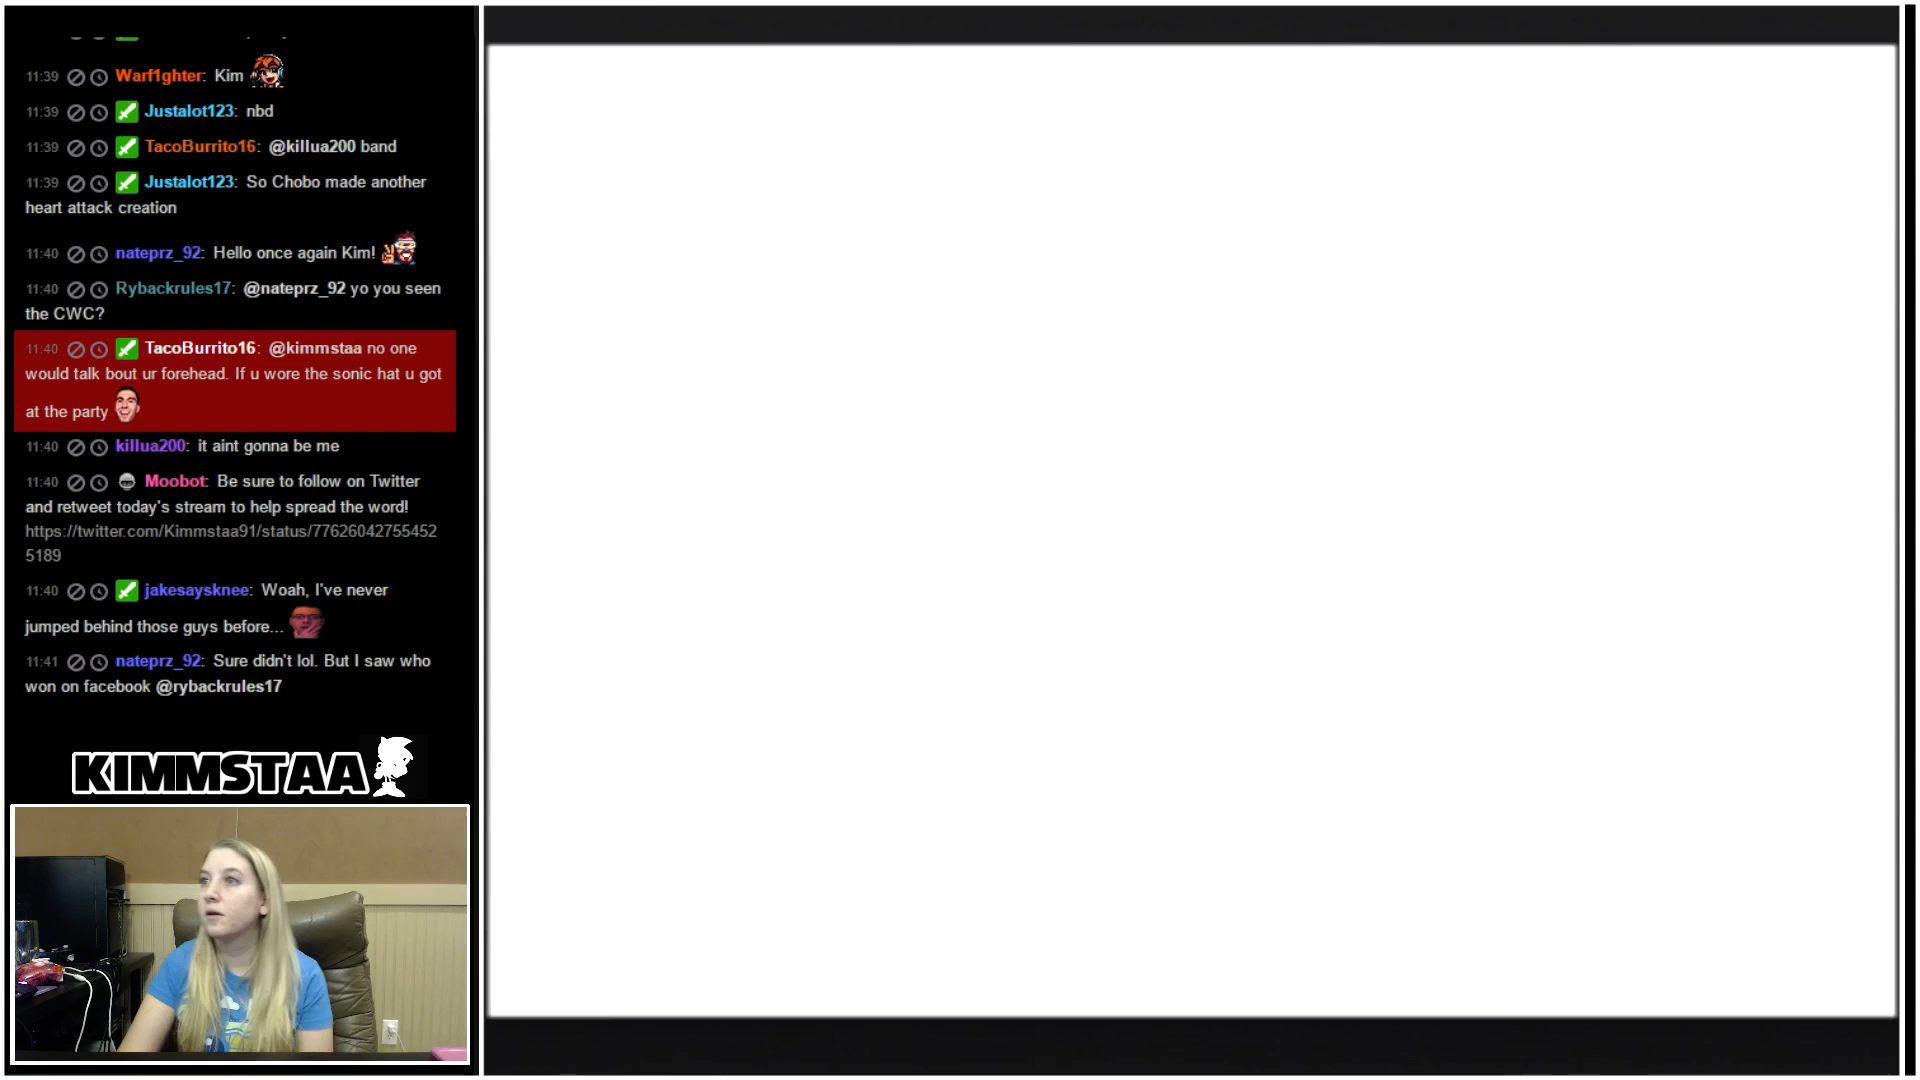 11:39 Warf1ghter: Kim
11:39 Justalot123: nbd
11:39 TacoBurrito16: @killua200 band
11:39 Justalot123: So Chobo made another
heart attack creation
11:40 nateprz_92: Hello once again Kim!
11:40 Rybackrules17: @nateprz_92 yo you seen
the CWC?
11:40 TacoBurrito16: @kimmstaa no one
would talk bout ur forehead. If u wore the sonic hat u got
at the party
11:40 killua200: it aint gonna be me
11:40 Moobot: Be sure to follow on Twitter
and retweet today's stream to help spread the word!
https://twitter.com/Kimmstaa91/status/77626042755452
5189
11:40 jakesaysknee: Woah, I've never
jumped behind those guys before...
11:41 nateprz_92: Sure didn't lol. But I saw who
won on facebook @rybackrules17
KIMMSTAA